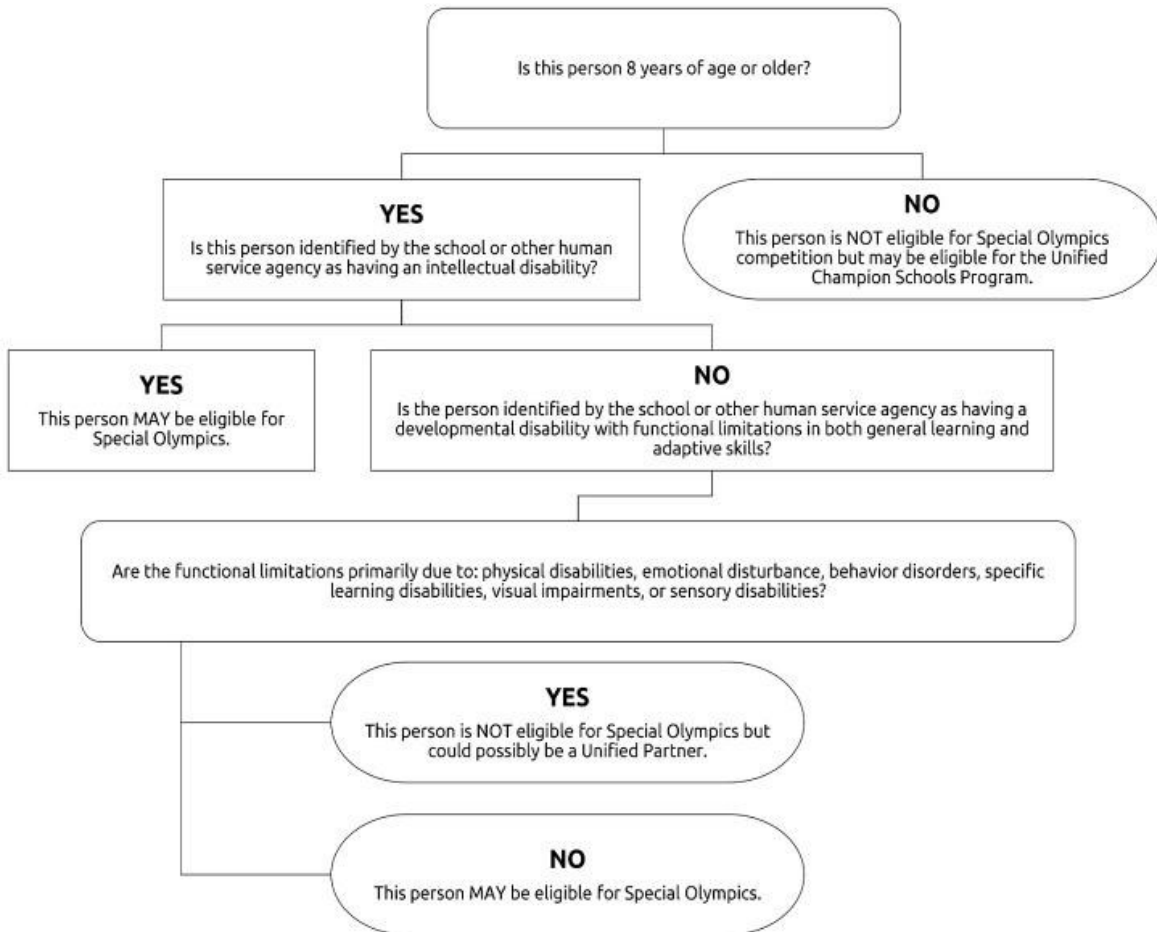 Is this person 8 years of age or older?
YES
Is this person identified by the school or other human
service agency as having an intellectual disability?
NO
This person is NOT eligible for Special Olympics
competition but may be eligible for the Unified
Champion Schools Program.
YES
This person MAY be eligible for
Special Olympics.
NO
Is the person identified by the school or other human service agency as having a
developmental disability with functional limitations in both general learning and
adaptive skills?
Are the functional limitations primarily due to: physical disabilities, emotional disturbance, behavior disorders, specific
learning disabilities, visual impairments, or sensory disabilities?
YES
This person is NOT eligible for Special Olympics but
could possibly be a Unified Partner.
NO
This person MAY be eligible for Special Olympics.